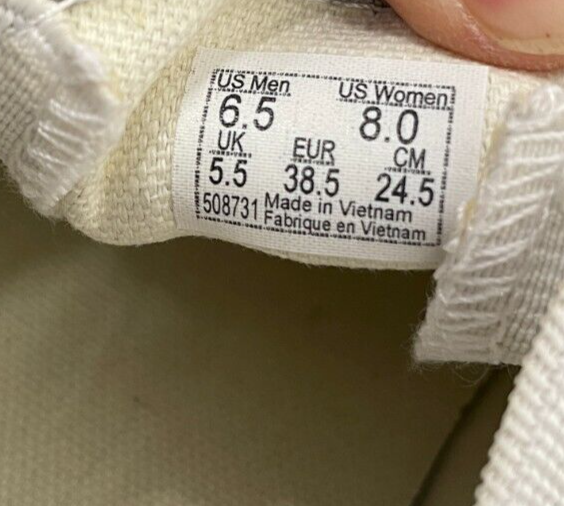 US Men US Women
6.5 8.0
UK EUR CM
5.5 38.5 24.5
508731 Made in Vietnam
Fabrique en Vietnam